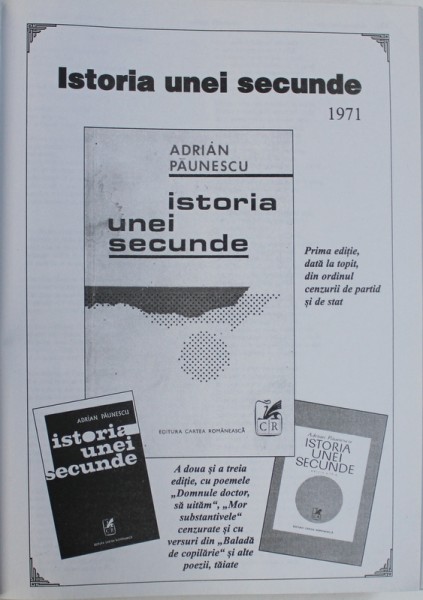 Istoria unei secunde
1971
ADRIÁN
PĂUNESCU
istoria
unei
secunde
EDITURA CARTEA ROMÂNEASCĂ
CR
Prima ediție,
dată la topit,
din ordinul
cenzurii de partid
și de stat
ADRIAN PĂUNESCU
istoria
unei
secunde
A doua și a treia
ediție, cu poemele
„Domnule doctor,
să uităm“, „Mor
substantivele“
cenzurate și cu
versuri din „Baladă
de copilărie“ și alte
poezii, tăiate
Adrian Păunescu
ISTORIA
UNEI
SECUNDE